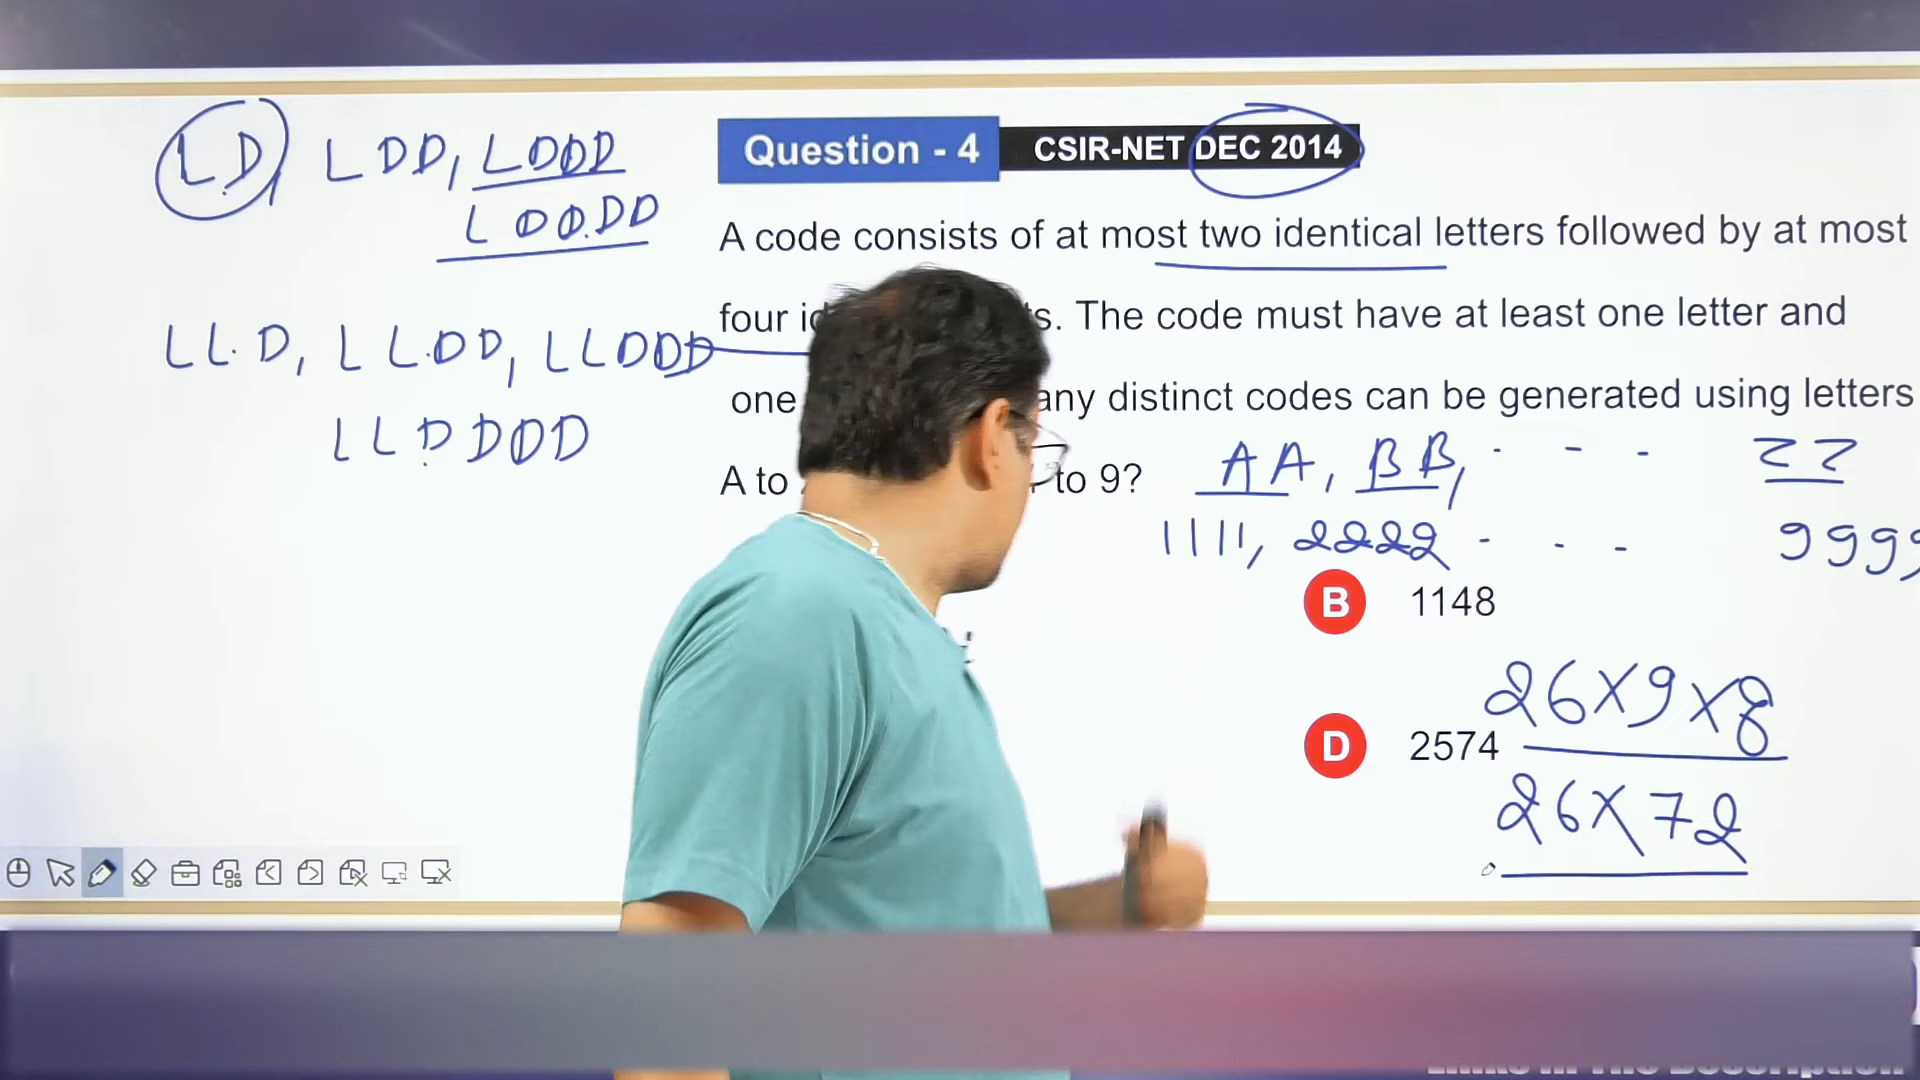 LD, LDD, LDDD
LDDDD
LL.D, LLDD, LLDDD
LLDDDD
Question - 4 CSIR-NET DEC 2014
A code consists of at most two identical letters followed by at most
four s. The code must have at least one letter and
one any distinct codes can be generated using letters
A to to 9?
AA, BB, - - - ZZ
1111, 2222 - - - 9999
B 1148
D 2574
26×9×8
26×72